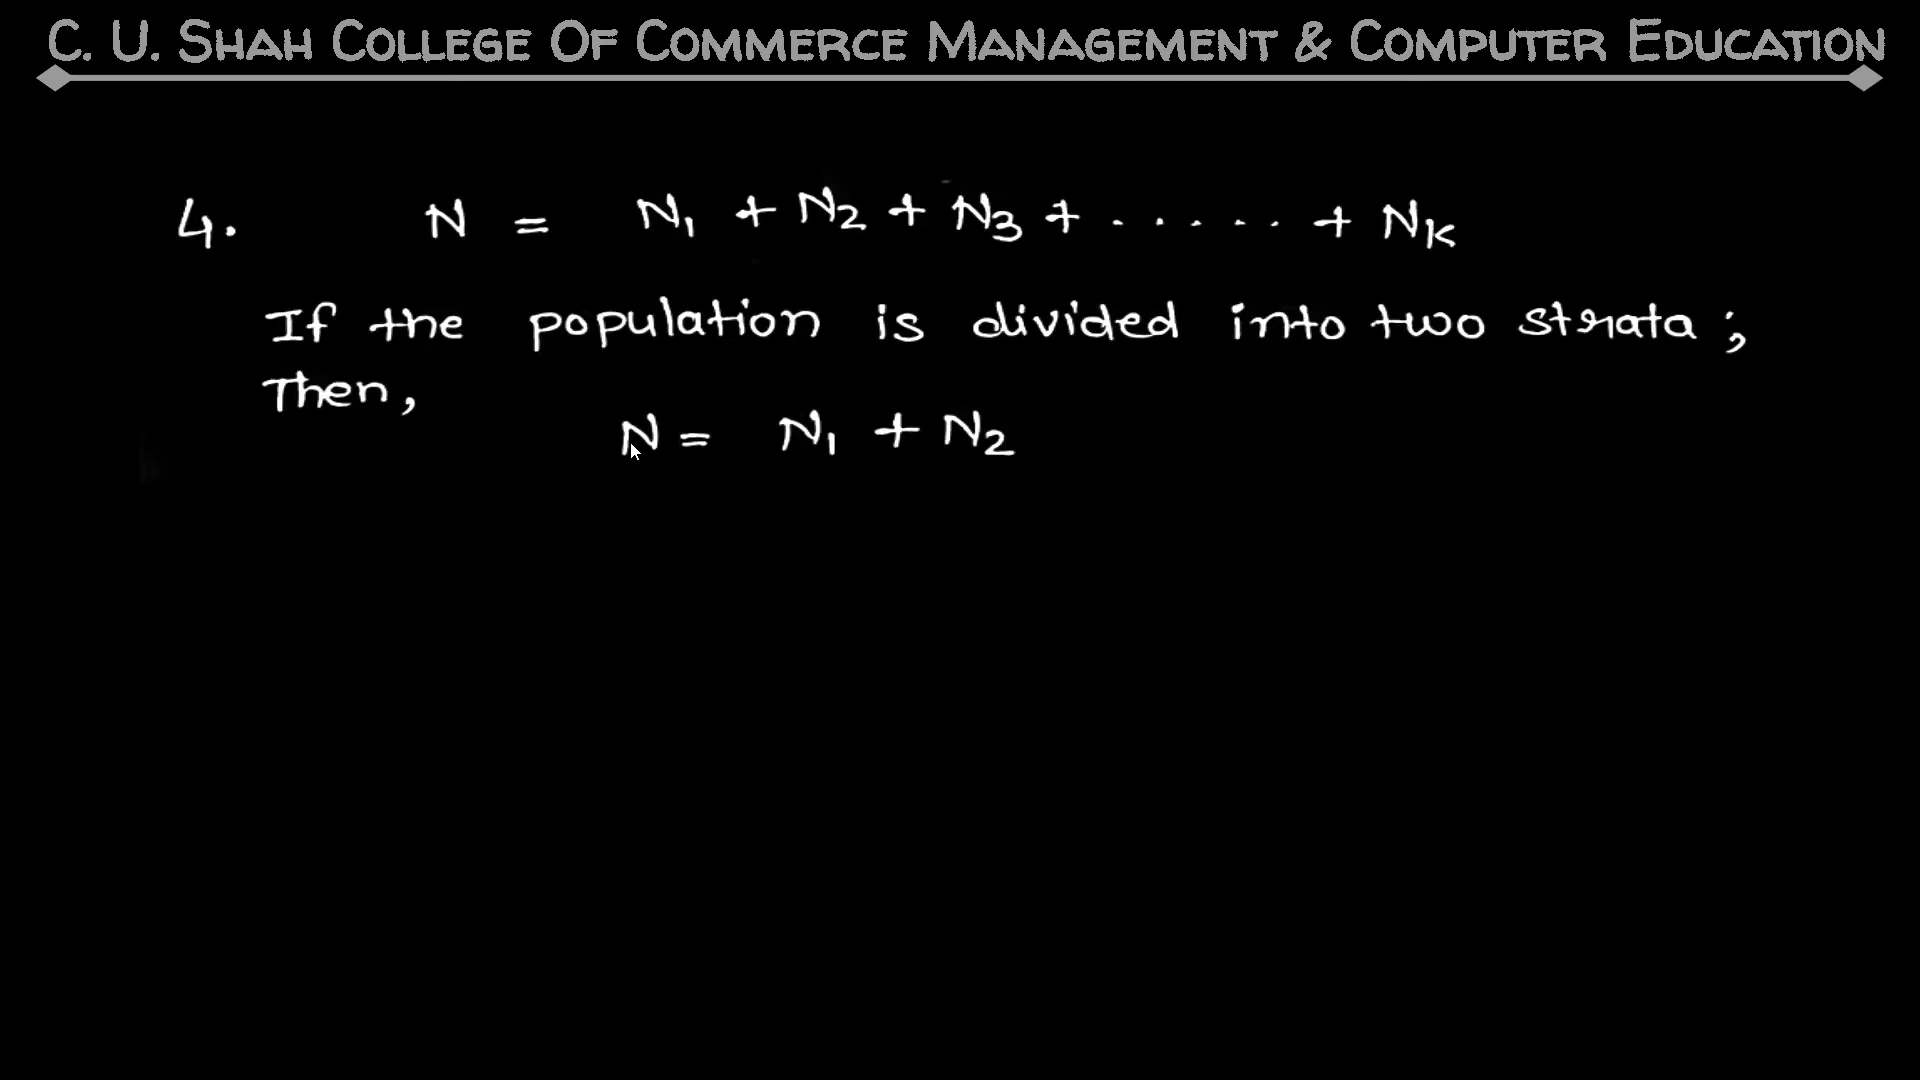 C. U. SHAH COLLEGE OF COMMERCE MANAGEMENT & COMPUTER EDUCATION
4. N = N₁ + N₂ + N₃ + ...... + Nₖ
If the population is divided into two strata ;
Then,
N = N₁ + N₂